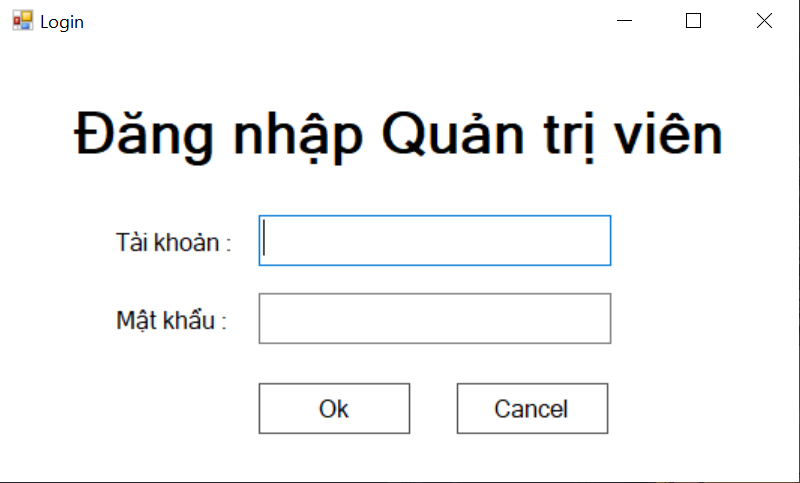 Login
Đăng nhập Quản trị viên
Tài khoản :
Mật khẩu :
Ok Cancel